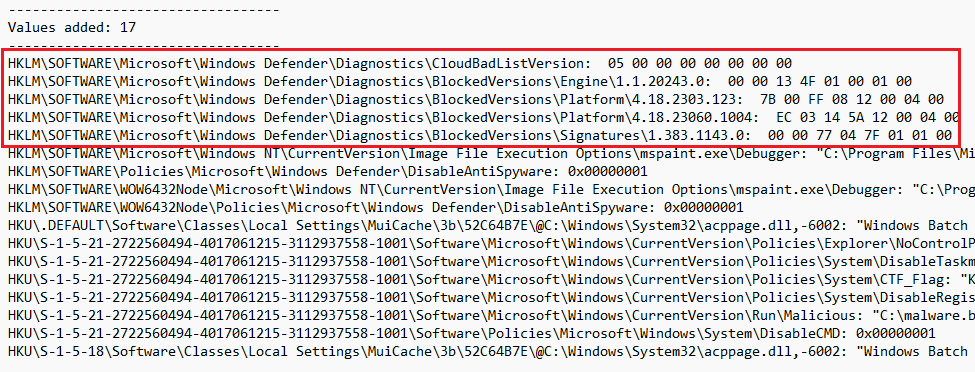 ----------------------------------
Values added: 17
----------------------------------
HKLM\SOFTWARE\Microsoft\Windows Defender\Diagnostics\CloudBadListVersion:  05 00 00 00 00 00 00 00
HKLM\SOFTWARE\Microsoft\Windows Defender\Diagnostics\BlockedVersions\Engine\1.1.20243.0:  00 00 13 4F 01 00 01 00
HKLM\SOFTWARE\Microsoft\Windows Defender\Diagnostics\BlockedVersions\Platform\4.18.2303.123:  7B 00 FF 08 12 00 04 00
HKLM\SOFTWARE\Microsoft\Windows Defender\Diagnostics\BlockedVersions\Platform\4.18.23060.1004:  EC 03 14 5A 12 00 04 00
HKLM\SOFTWARE\Microsoft\Windows Defender\Diagnostics\BlockedVersions\Signatures\1.383.1143.0:  00 00 77 04 7F 01 01 00
HKLM\SOFTWARE\Microsoft\Windows NT\CurrentVersion\Image File Execution Options\mspaint.exe\Debugger: "C:\Program Files\Mi
HKLM\SOFTWARE\Policies\Microsoft\Windows Defender\DisableAntiSpyware: 0x00000001
HKLM\SOFTWARE\WOW6432Node\Microsoft\Windows NT\CurrentVersion\Image File Execution Options\mspaint.exe\Debugger: "C:\Prog
HKLM\SOFTWARE\WOW6432Node\Policies\Microsoft\Windows Defender\DisableAntiSpyware: 0x00000001
HKU\.DEFAULT\Software\Classes\Local Settings\MuiCache\3b\52C64B7E\@C:\Windows\System32\acppage.dll,-6002: "Windows Batch
HKU\S-1-5-21-2722560494-4017061215-3112937558-1001\Software\Microsoft\Windows\CurrentVersion\Policies\Explorer\NoControlP
HKU\S-1-5-21-2722560494-4017061215-3112937558-1001\Software\Microsoft\Windows\CurrentVersion\Policies\System\DisableTaskm
HKU\S-1-5-21-2722560494-4017061215-3112937558-1001\Software\Microsoft\Windows\CurrentVersion\Policies\System\CTF_Flag: "K
HKU\S-1-5-21-2722560494-4017061215-3112937558-1001\Software\Microsoft\Windows\CurrentVersion\Policies\System\DisableRegis
HKU\S-1-5-21-2722560494-4017061215-3112937558-1001\Software\Microsoft\Windows\CurrentVersion\Run\Malicious: "C:\malware.b
HKU\S-1-5-21-2722560494-4017061215-3112937558-1001\Software\Policies\Microsoft\Windows\System\DisableCMD: 0x00000001
HKU\S-1-5-18\Software\Classes\Local Settings\MuiCache\3b\52C64B7E\@C:\Windows\System32\acppage.dll,-6002: "Windows Batch